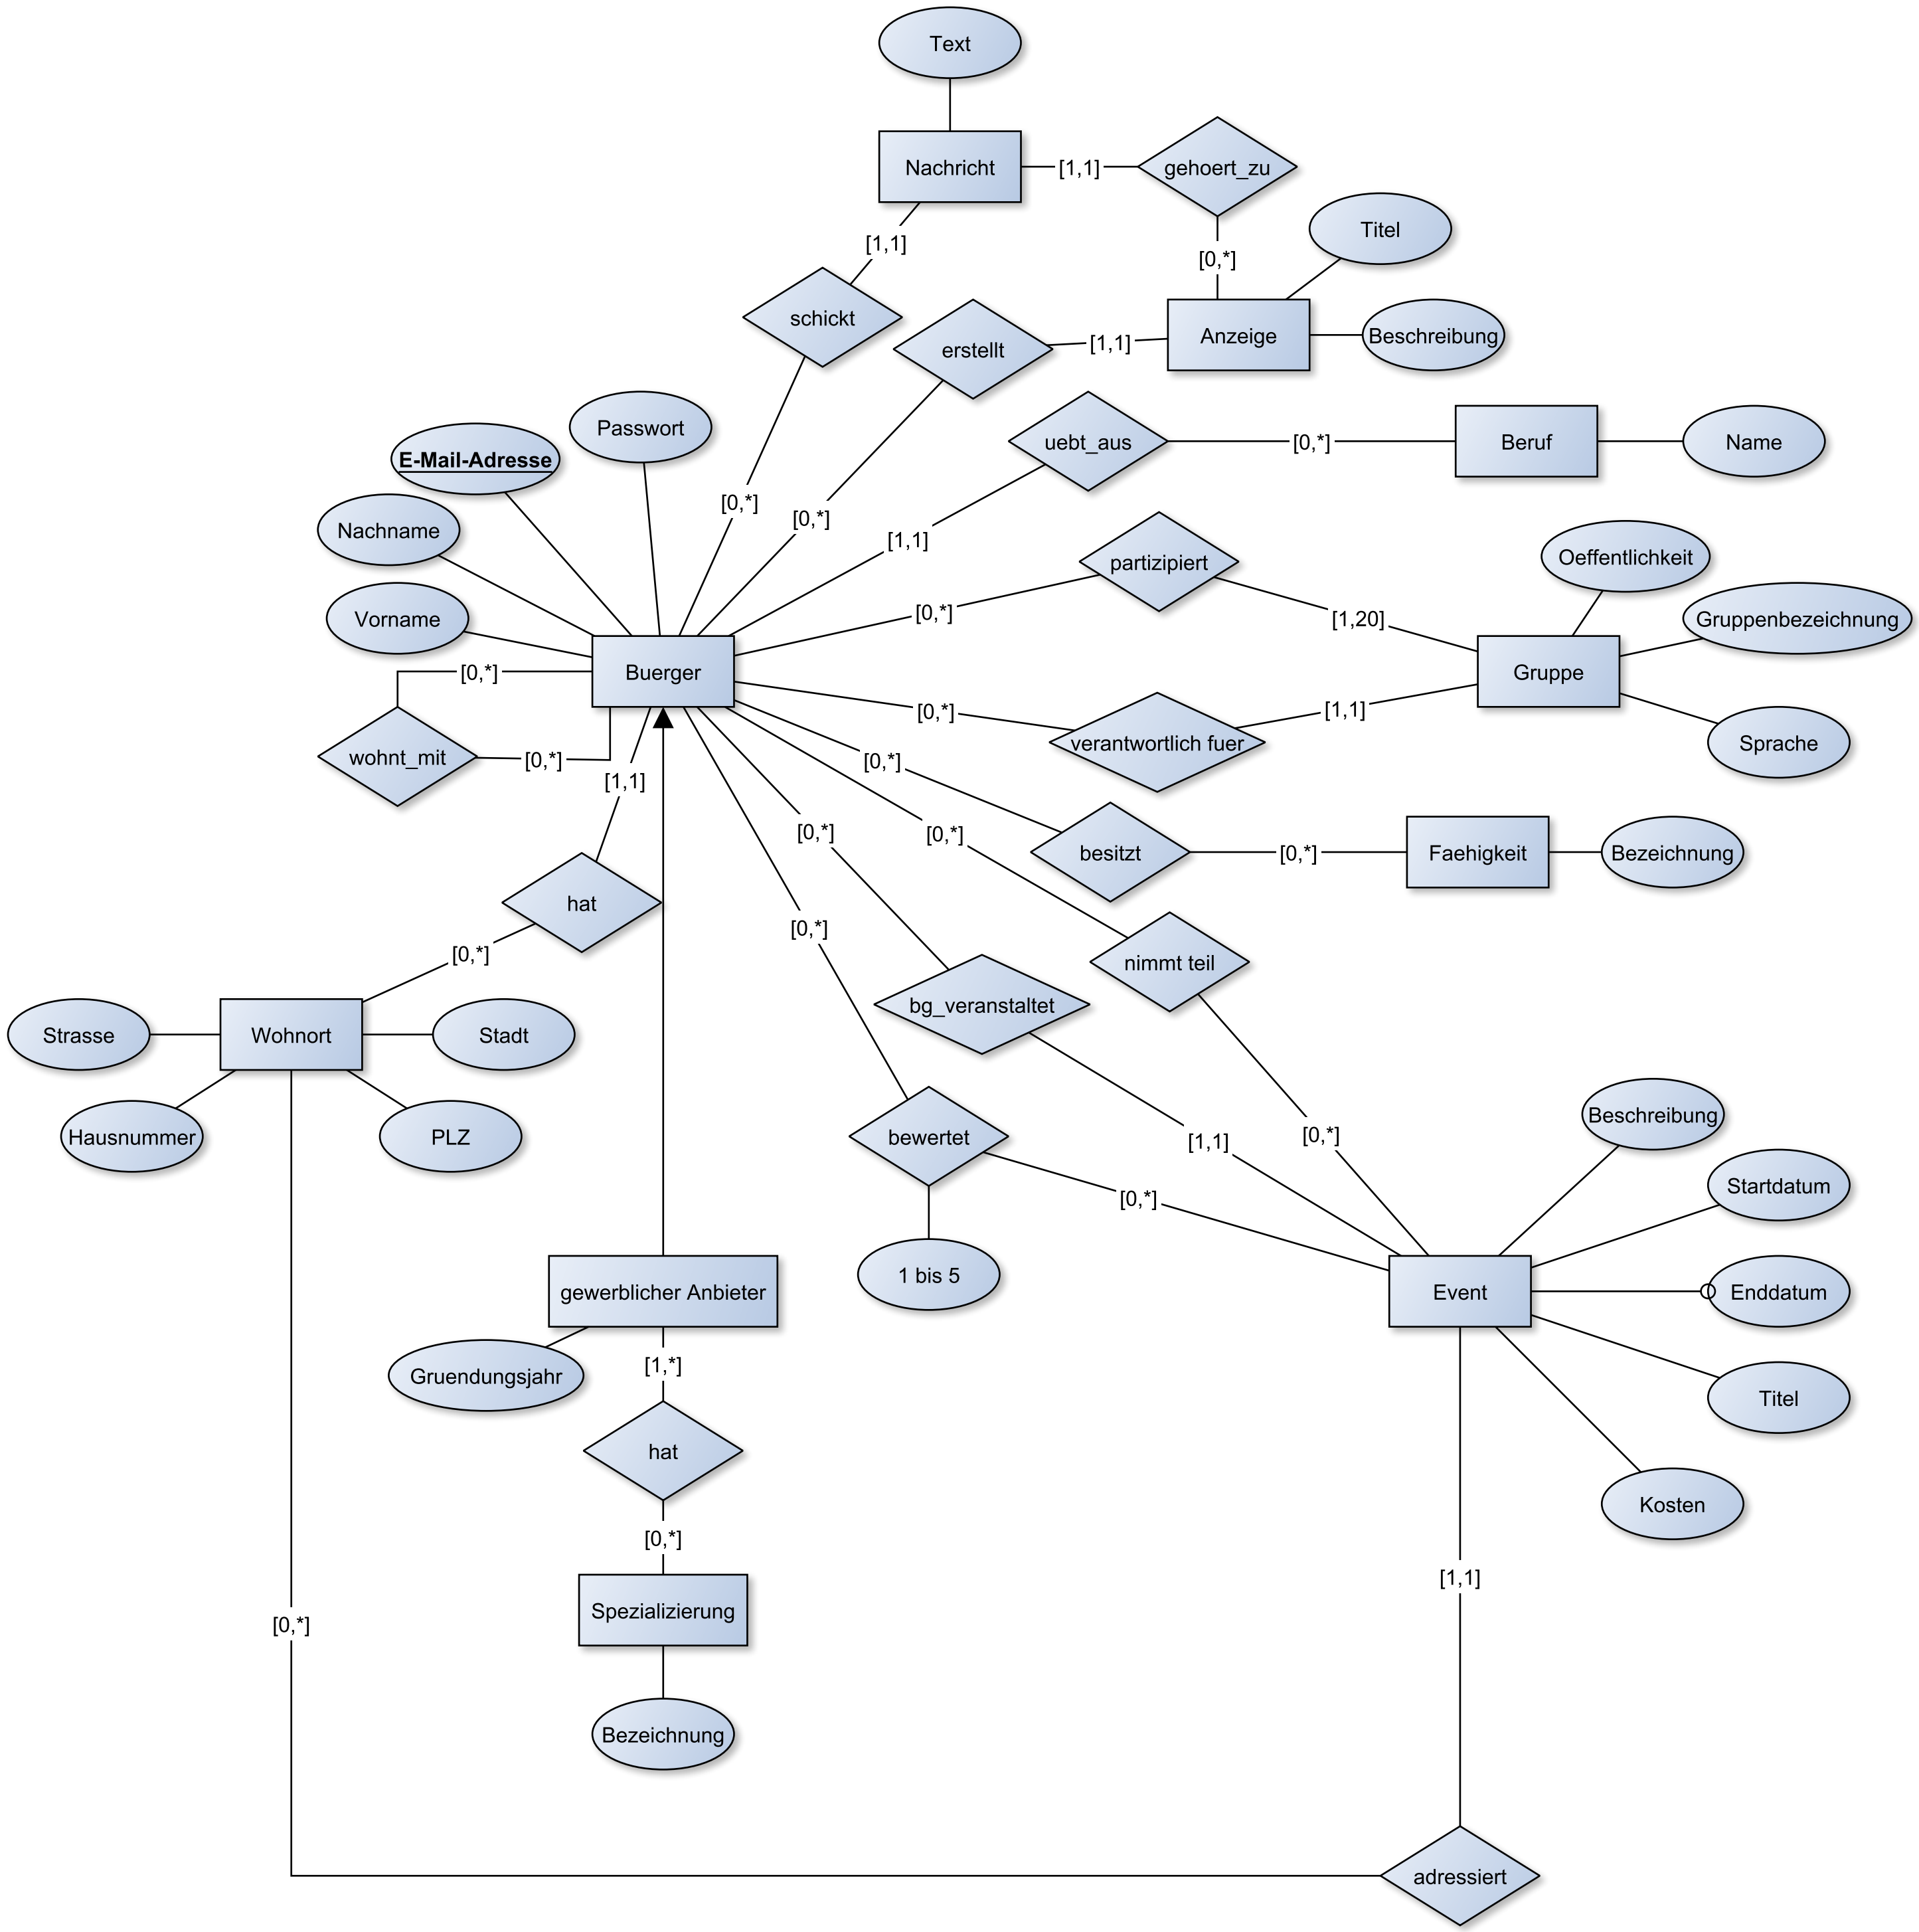 Text
Nachricht
[1,1]
gehoert_zu
Titel
[1,1]
[0,*]
schickt
erstellt
[1,1]
Anzeige
Beschreibung
Passwort
E-Mail-Adresse
uebt_aus
[0,*]
Beruf
Name
[0,*]
[0,*]
Nachname
[1,1]
partizipiert
Oeffentlichkeit
Vorname
[0,*]
[1,20]
Gruppenbezeichnung
[0,*]
Buerger
Gruppe
[0,*]
[1,1]
wohnt_mit
[0,*]
verantwortlich fuer
Sprache
[0,*]
[1,1]
[0,*]
[0,*]
besitzt
[0,*]
Faehigkeit
Bezeichnung
hat
[0,*]
[0,*]
nimmt teil
bg_veranstaltet
Strasse
Wohnort
Stadt
Hausnummer
PLZ
bewertet
[1,1]
[0,*]
Beschreibung
[0,*]
Startdatum
1 bis 5
gewerblicher Anbieter
Event
Enddatum
Gruendungsjahr
[1,*]
Titel
hat
Kosten
[0,*]
[1,1]
Spezializierung
[0,*]
Bezeichnung
adressiert